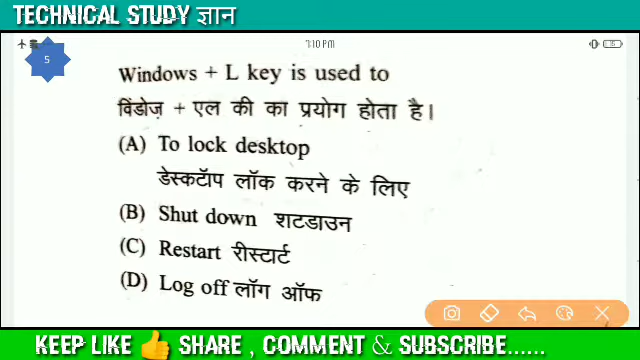 TECHNICAL STUDY ज्ञान
7:10 PM
5
Windows + L key is used to
विंडोज़ + एल की का प्रयोग होता है।
(A) To lock desktop
डेस्कटॉप लॉक करने के लिए
(B) Shut down शटडाउन
(C) Restart रीस्टार्ट
(D) Log off लॉग ऑफ
KEEP LIKE 👍 SHARE , COMMENT & SUBSCRIBE......